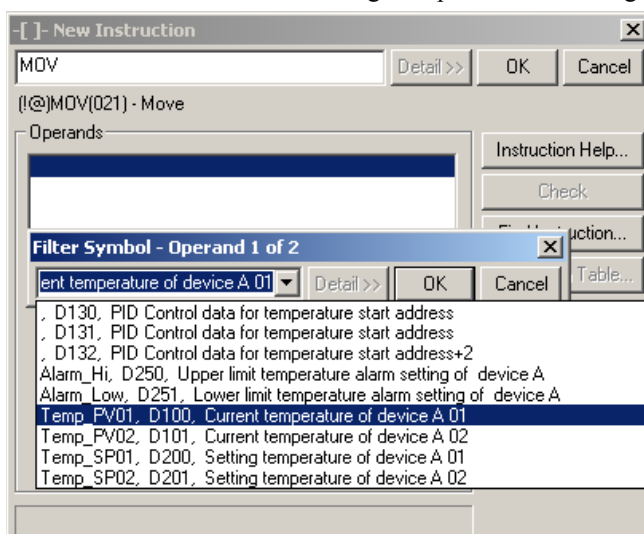 -[ ]- New Instruction
MOV
Detail >>
OK
Cancel
(!@)MOV(021) - Move
Operands
Instruction Help...
Check
uction...
Filter Symbol - Operand 1 of 2
ent temperature of device A 01
Detail >>
OK
Cancel
Table...
, D130, PID Control data for temperature start address
, D131, PID Control data for temperature start address
, D132, PID Control data for temperature start address+2
Alarm_Hi, D250, Upper limit temperature alarm setting of device A
Alarm_Low, D251, Lower limit temperature alarm setting of device A
Temp_PV01, D100, Current temperature of device A 01
Temp_PV02, D101, Current temperature of device A 02
Temp_SP01, D200, Setting temperature of device A 01
Temp_SP02, D201, Setting temperature of device A 02